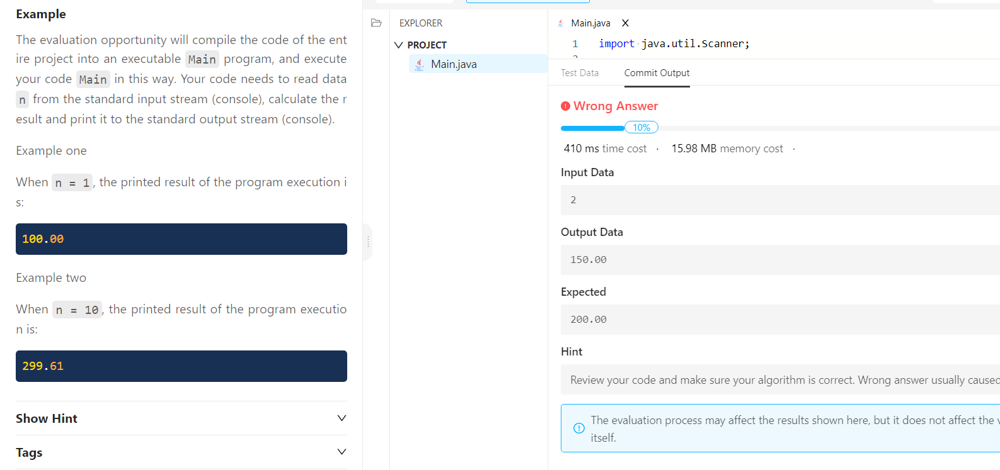 Example
The evaluation opportunity will compile the code of the ent
ire project into an executable Main program, and execute
your code Main in this way. Your code needs to read data
n from the standard input stream (console), calculate the r
esult and print it to the standard output stream (console).
Example one
When n = 1, the printed result of the program execution i
s:
100.00
Example two
When n = 10, the printed result of the program executio
n is:
299.61
Show Hint
Tags
EXPLORER
PROJECT
Main.java
Main.java X
1 import java.util.Scanner;
Test Data Commit Output
Wrong Answer
10%
410 ms time cost · 15.98 MB memory cost ·
Input Data
2
Output Data
150.00
Expected
200.00
Hint
Review your code and make sure your algorithm is correct. Wrong answer usually caused
The evaluation process may affect the results shown here, but it does not affect the
itself.